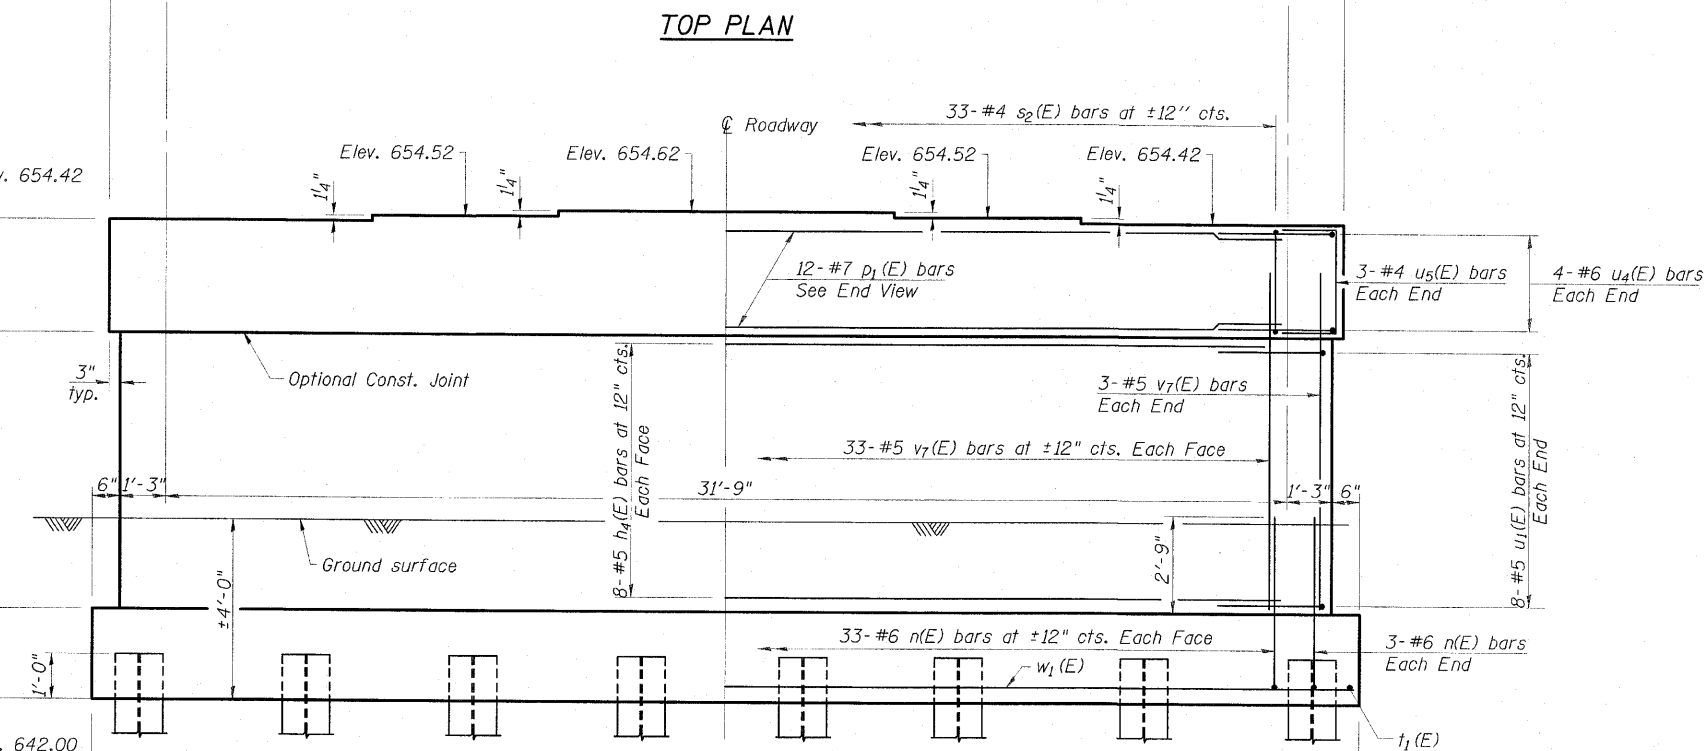 TOP PLAN
33-#4 s2(E) bars at ±12" cts.
℄ Roadway
Elev. 654.52
Elev. 654.62
Elev. 654.52
Elev. 654.42
654.42
1¼"
1¼"
1¼"
1¼"
12-#7 p1(E) bars
See End View
3-#4 u5(E) bars
Each End
4-#6 u4(E) bars
Each End
3"
typ.
Optional Const. Joint
8-#5 h4(E) bars at 12" cts.
Each Face
3-#5 v7(E) bars
Each End
8-#5 u1(E) bars at 12" cts.
Each End
33-#5 v7(E) bars at ±12" cts. Each Face
6"
1'-3"
31'-9"
1'-3"
6"
Ground surface
±4'-0"
2'-9"
33-#6 n(E) bars at ±12" cts. Each Face
3-#6 n(E) bars
Each End
1'-0"
w1(E)
t1(E)
642.00